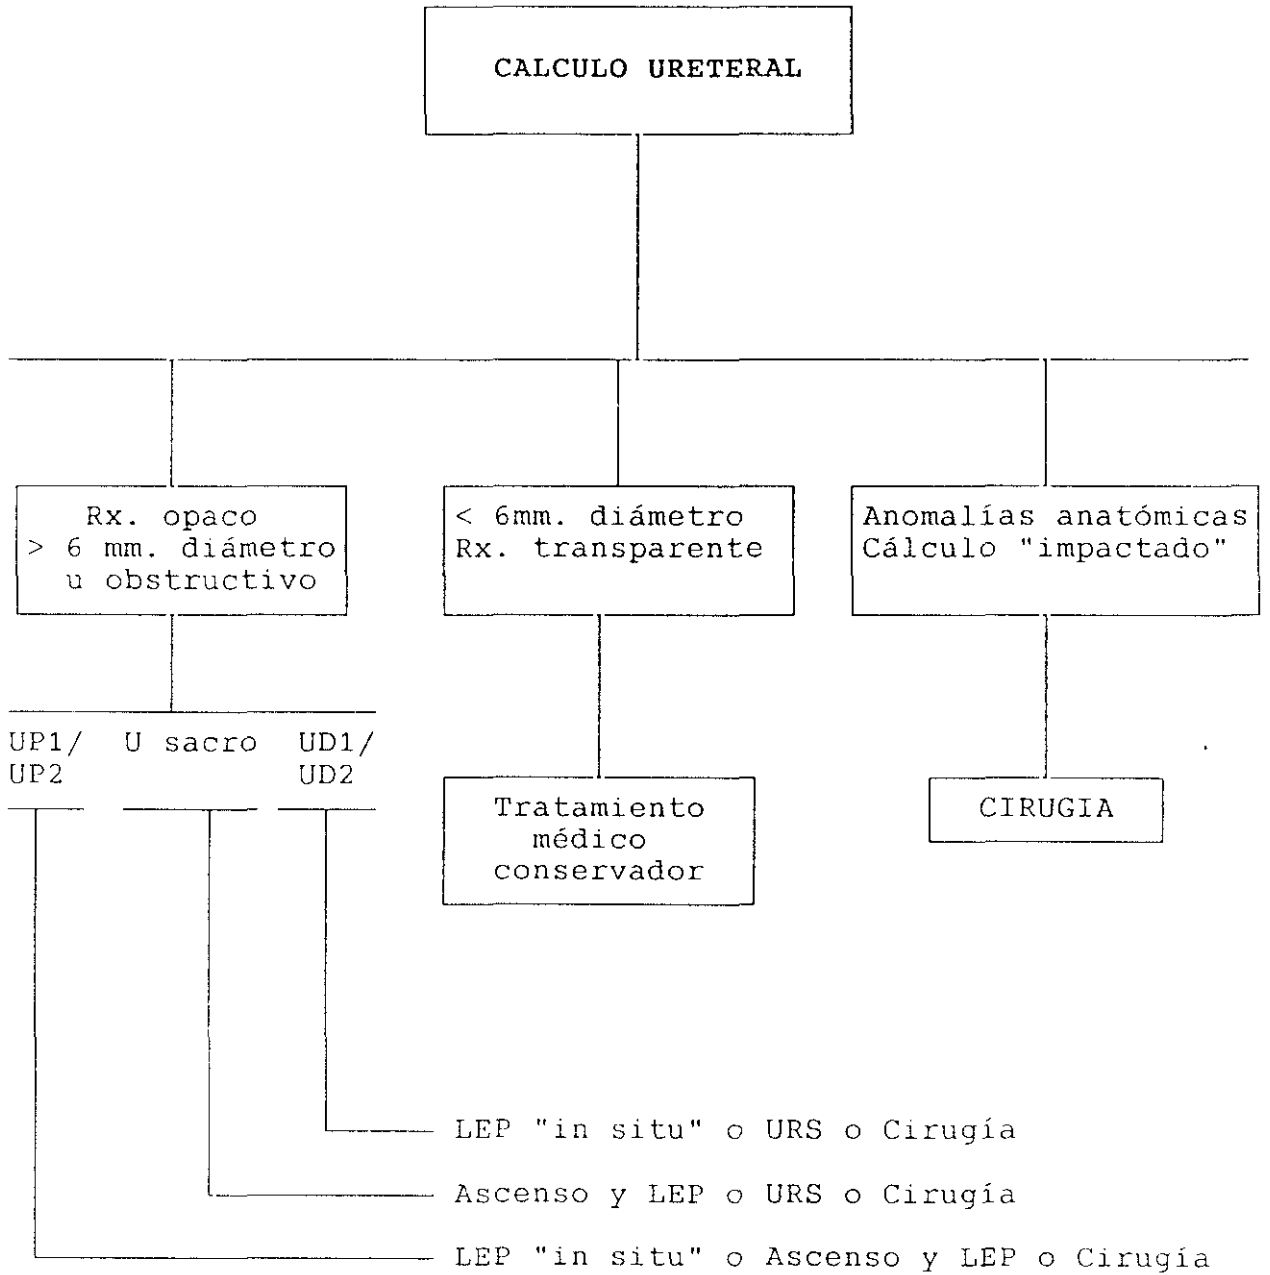 CALCULO URETERAL
Rx. opaco
> 6 mm. diámetro
u obstructivo
< 6mm. diámetro
Rx. transparente
Anomalías anatómicas
Cálculo "impactado"
UP1/
UP2
U sacro
UD1/
UD2
Tratamiento
médico
conservador
CIRUGIA
LEP "in situ" o URS o Cirugía
Ascenso y LEP o URS o Cirugía
LEP "in situ" o Ascenso y LEP o Cirugía